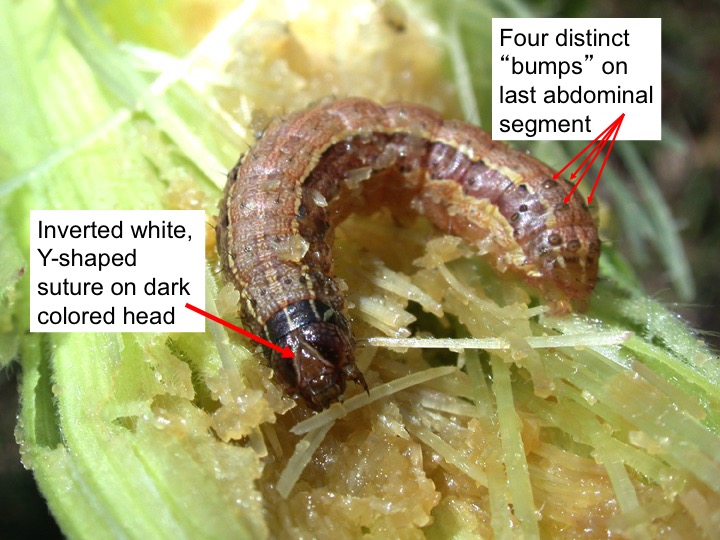 Four distinct
“bumps” on
last abdominal
segment
Inverted white,
Y-shaped
suture on dark
colored head